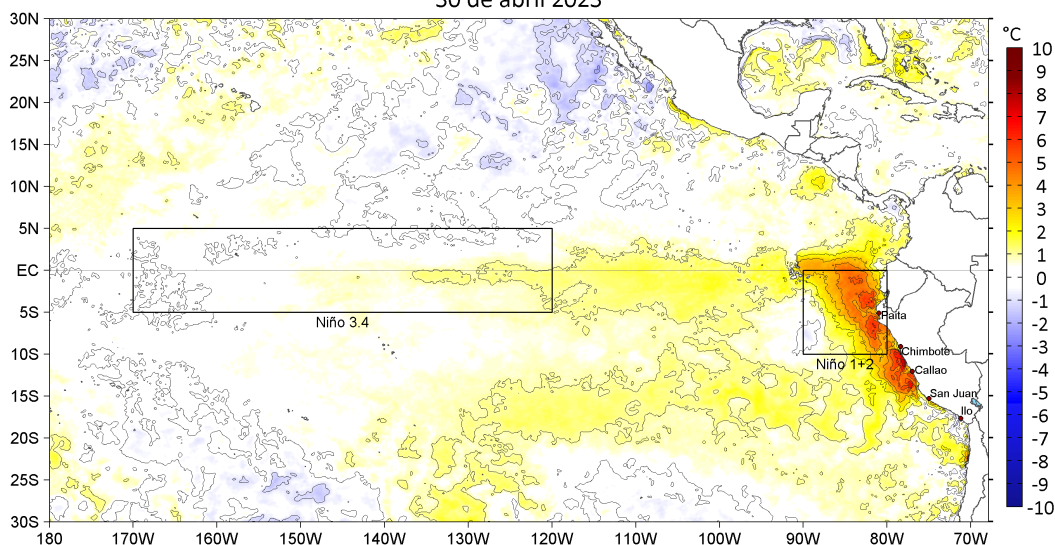 30 de abril 2023
°C
30N
25N
20N
15N
10N
5N
EC
5S
10S
15S
20S
25S
30S
180
170W
160W
150W
140W
130W
120W
110W
100W
90W
80W
70W
Niño 3.4
Niño 1+2
Paita
Chimbote
Callao
San Juan
Ilo
10
9
8
7
6
5
4
3
2
1
0
-1
-2
-3
-4
-5
-6
-7
-8
-9
-10